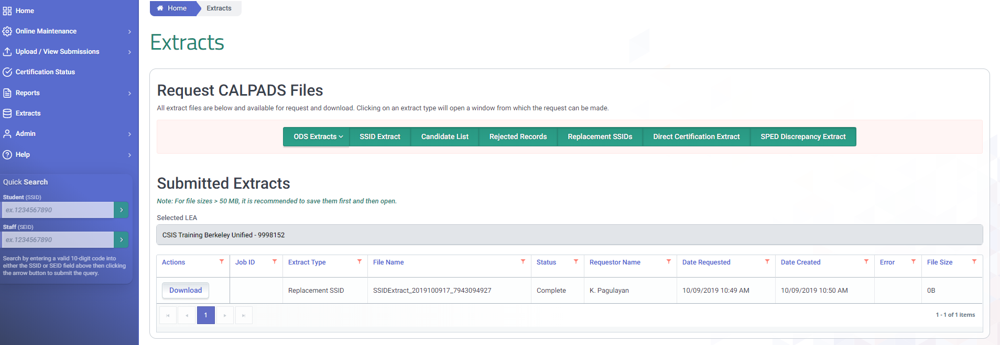 Home
Online Maintenance
Upload / View Submissions
Certification Status
Reports
Extracts
Admin
Help
Quick Search
Student (SSID)
ex.1234567890
Staff (SEID)
ex.1234567890
Search by entering a valid 10-digit code into
either the SSID or SEID field above then clicking
the arrow button to submit the query.
Home Extracts
Extracts
Request CALPADS Files
All extract files are below and available for request and download. Clicking on an extract type will open a window from which the request can be made.
ODS Extracts SSID Extract Candidate List Rejected Records Replacement SSIDs Direct Certification Extract SPED Discrepancy Extract
Submitted Extracts
Note: For file sizes > 50 MB, it is recommended to save them first and then open.
Selected LEA
CSIS Training Berkeley Unified - 9998152
Actions Job ID Extract Type File Name Status Requestor Name Date Requested Date Created Error File Size
Download Replacement SSID SSIDExtract_2019100917_7943094927 Complete K. Pagulayan 10/09/2019 10:49 AM 10/09/2019 10:50 AM 0B
1 1 - 1 of 1 items